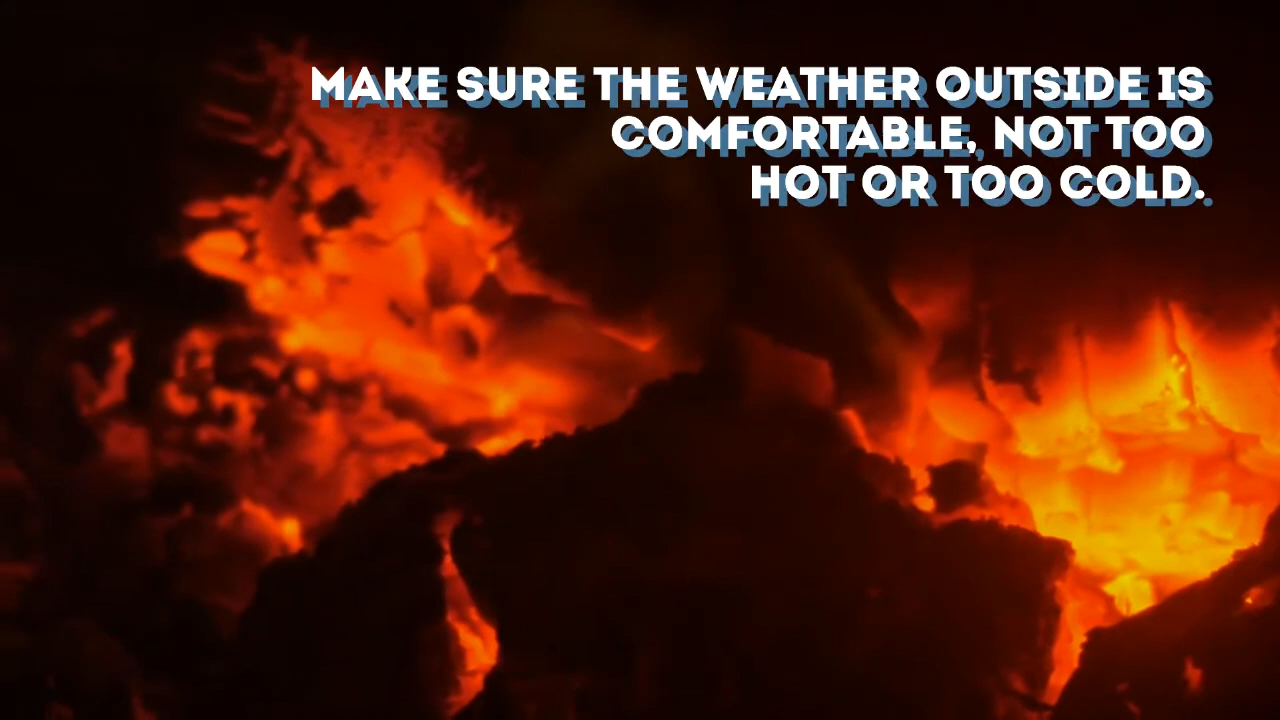 MAKE SURE THE WEATHER OUTSIDE IS
COMFORTABLE, NOT TOO
HOT OR TOO COLD.